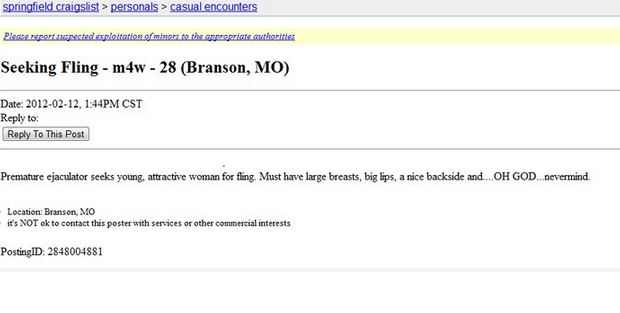 springfield craigslist > personals > casual encounters
Please report suspected exploitation of minors to the appropriate authorities
Seeking Fling - m4w - 28 (Branson, MO)
Date: 2012-02-12, 1:44PM CST
Reply to:
Reply To This Post
Premature ejaculator seeks young, attractive woman for fling. Must have large breasts, big lips, a nice backside and....OH GOD...nevermind.
Location: Branson, MO
it's NOT ok to contact this poster with services or other commercial interests
PostingID: 2848004881